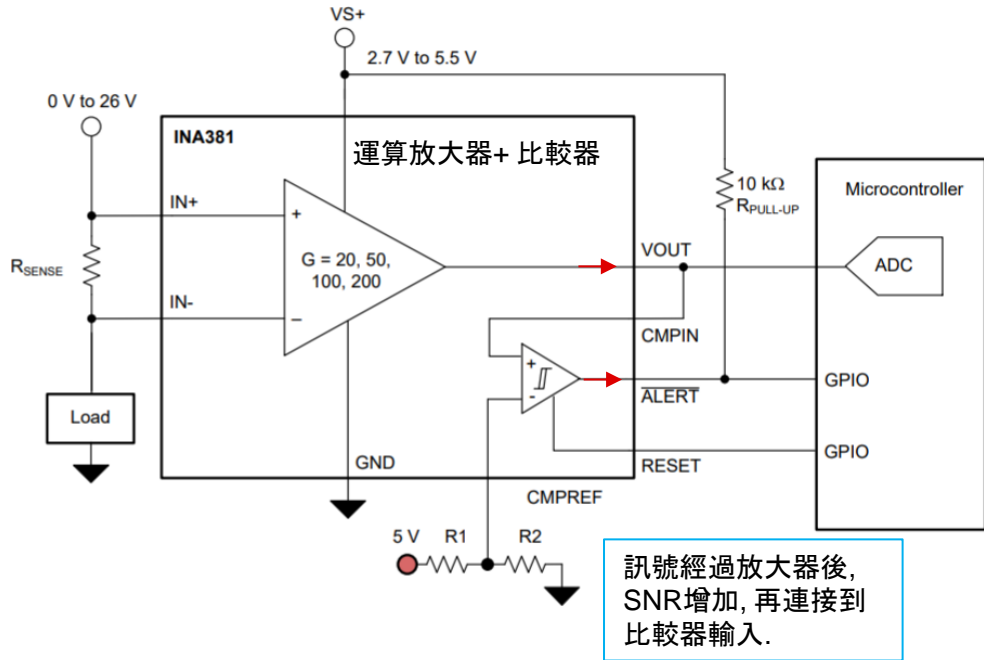 VS+
2.7 V to 5.5 V
0 V to 26 V
INA381
運算放大器+ 比較器
10 kΩ
RPULL-UP
Microcontroller
IN+
+
VOUT
RSENSE
G = 20, 50,
100, 200
ADC
IN-
−
CMPIN
+
-
ALERT
GPIO
Load
GND
RESET
GPIO
CMPREF
5 V
R1
R2
訊號經過放大器後,
SNR增加, 再連接到
比較器輸入.